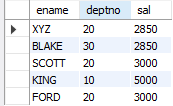 ename deptno sal
XYZ 20 2850
BLAKE 30 2850
SCOTT 20 3000
KING 10 5000
FORD 20 3000